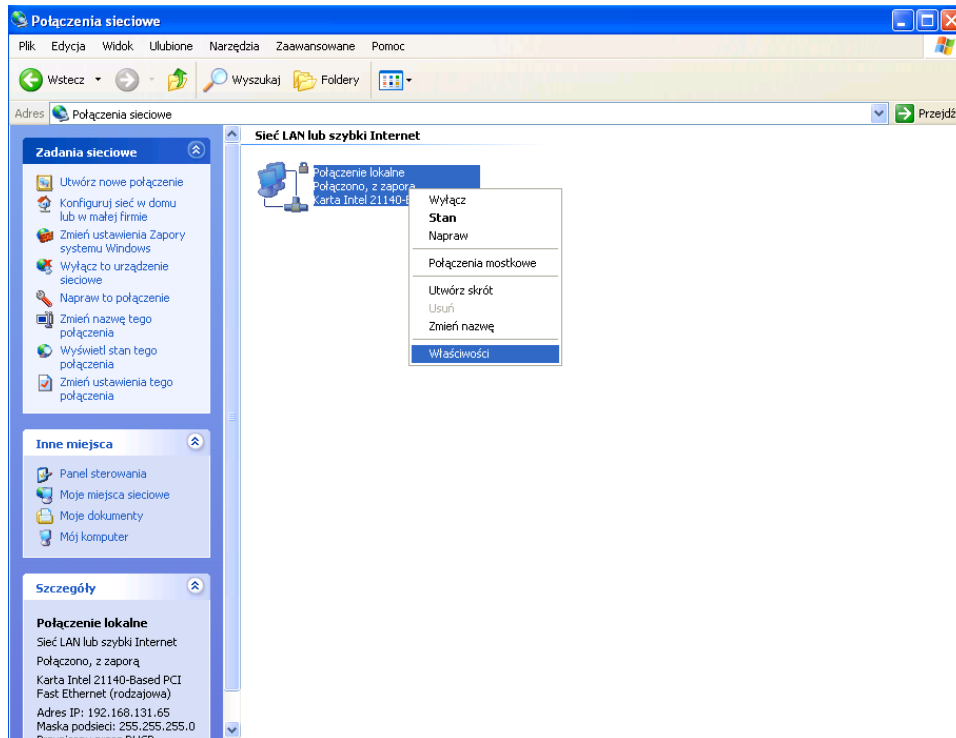 Połączenia sieciowe
Plik Edycja Widok Ulubione Narzędzia Zaawansowane Pomoc
Wstecz Wyszukaj Foldery
Adres Połączenia sieciowe Przejdź
Zadania sieciowe
Utwórz nowe połączenie
Konfiguruj sieć w domu
lub w małej firmie
Zmień ustawienia Zapory
systemu Windows
Wyłącz to urządzenie
sieciowe
Napraw to połączenie
Zmień nazwę tego
połączenia
Wyświetl stan tego
połączenia
Zmień ustawienia tego
połączenia
Inne miejsca
Panel sterowania
Moje miejsca sieciowe
Moje dokumenty
Mój komputer
Szczegóły
Połączenie lokalne
Sieć LAN lub szybki Internet
Połączono, z zaporą
Karta Intel 21140-Based PCI
Fast Ethernet (rodzajowa)
Adres IP: 192.168.131.65
Maska podsieci: 255.255.255.0
Sieć LAN lub szybki Internet
Połączenie lokalne
Połączono, z zaporą
Karta Intel 21140-B
Wyłącz
Stan
Napraw
Połączenia mostkowe
Utwórz skrót
Usuń
Zmień nazwę
Właściwości